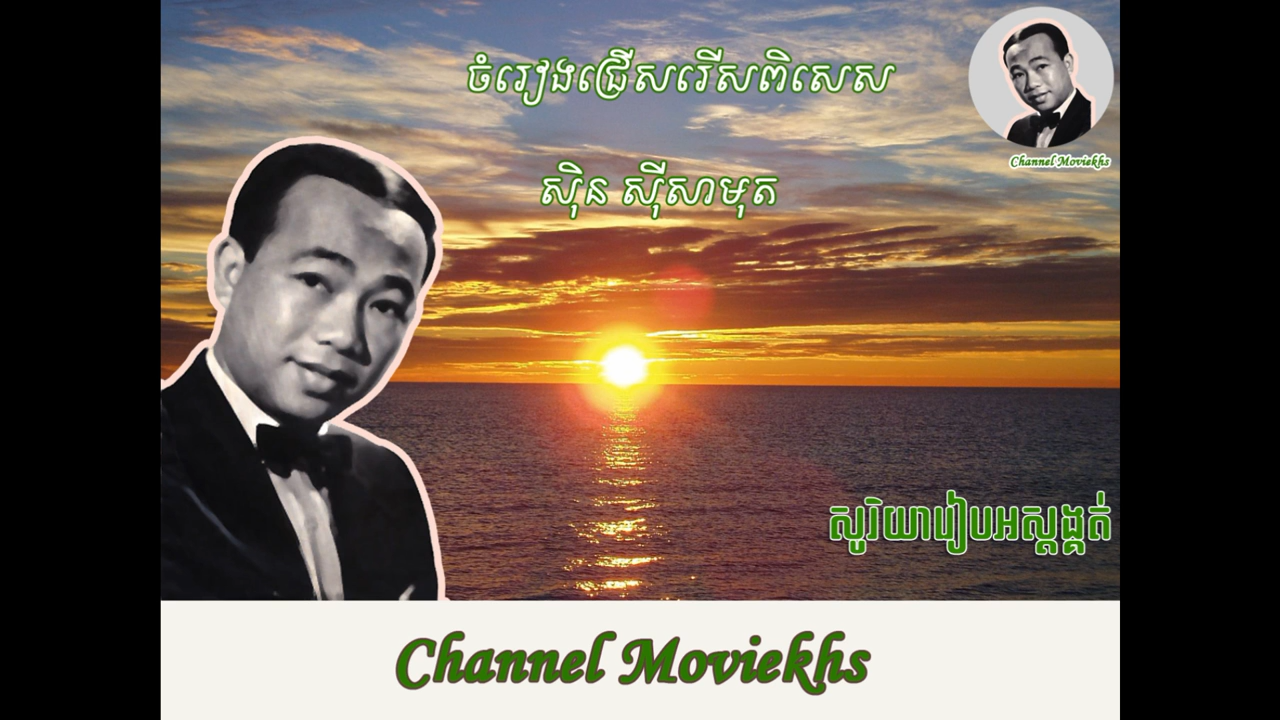 ចំរៀងជ្រើសរើសពិសេស
Channel Moviekhs
ស៊ិន ស៊ីសាមុត
សូរិយារៀបអស្តង្គត់
Channel Moviekhs